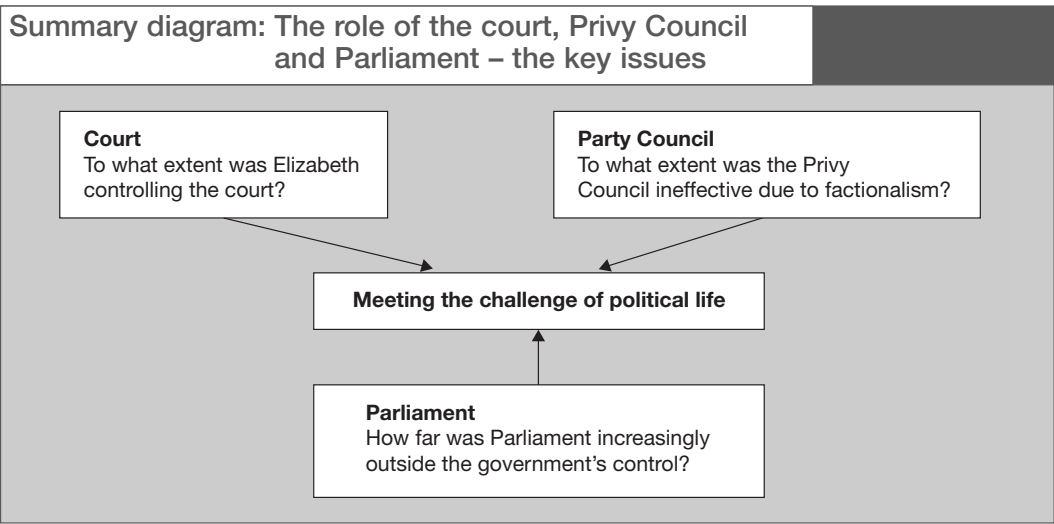 Summary diagram: The role of the court, Privy Council
and Parliament – the key issues
Court
To what extent was Elizabeth
controlling the court?
Party Council
To what extent was the Privy
Council ineffective due to factionalism?
Meeting the challenge of political life
Parliament
How far was Parliament increasingly
outside the government’s control?